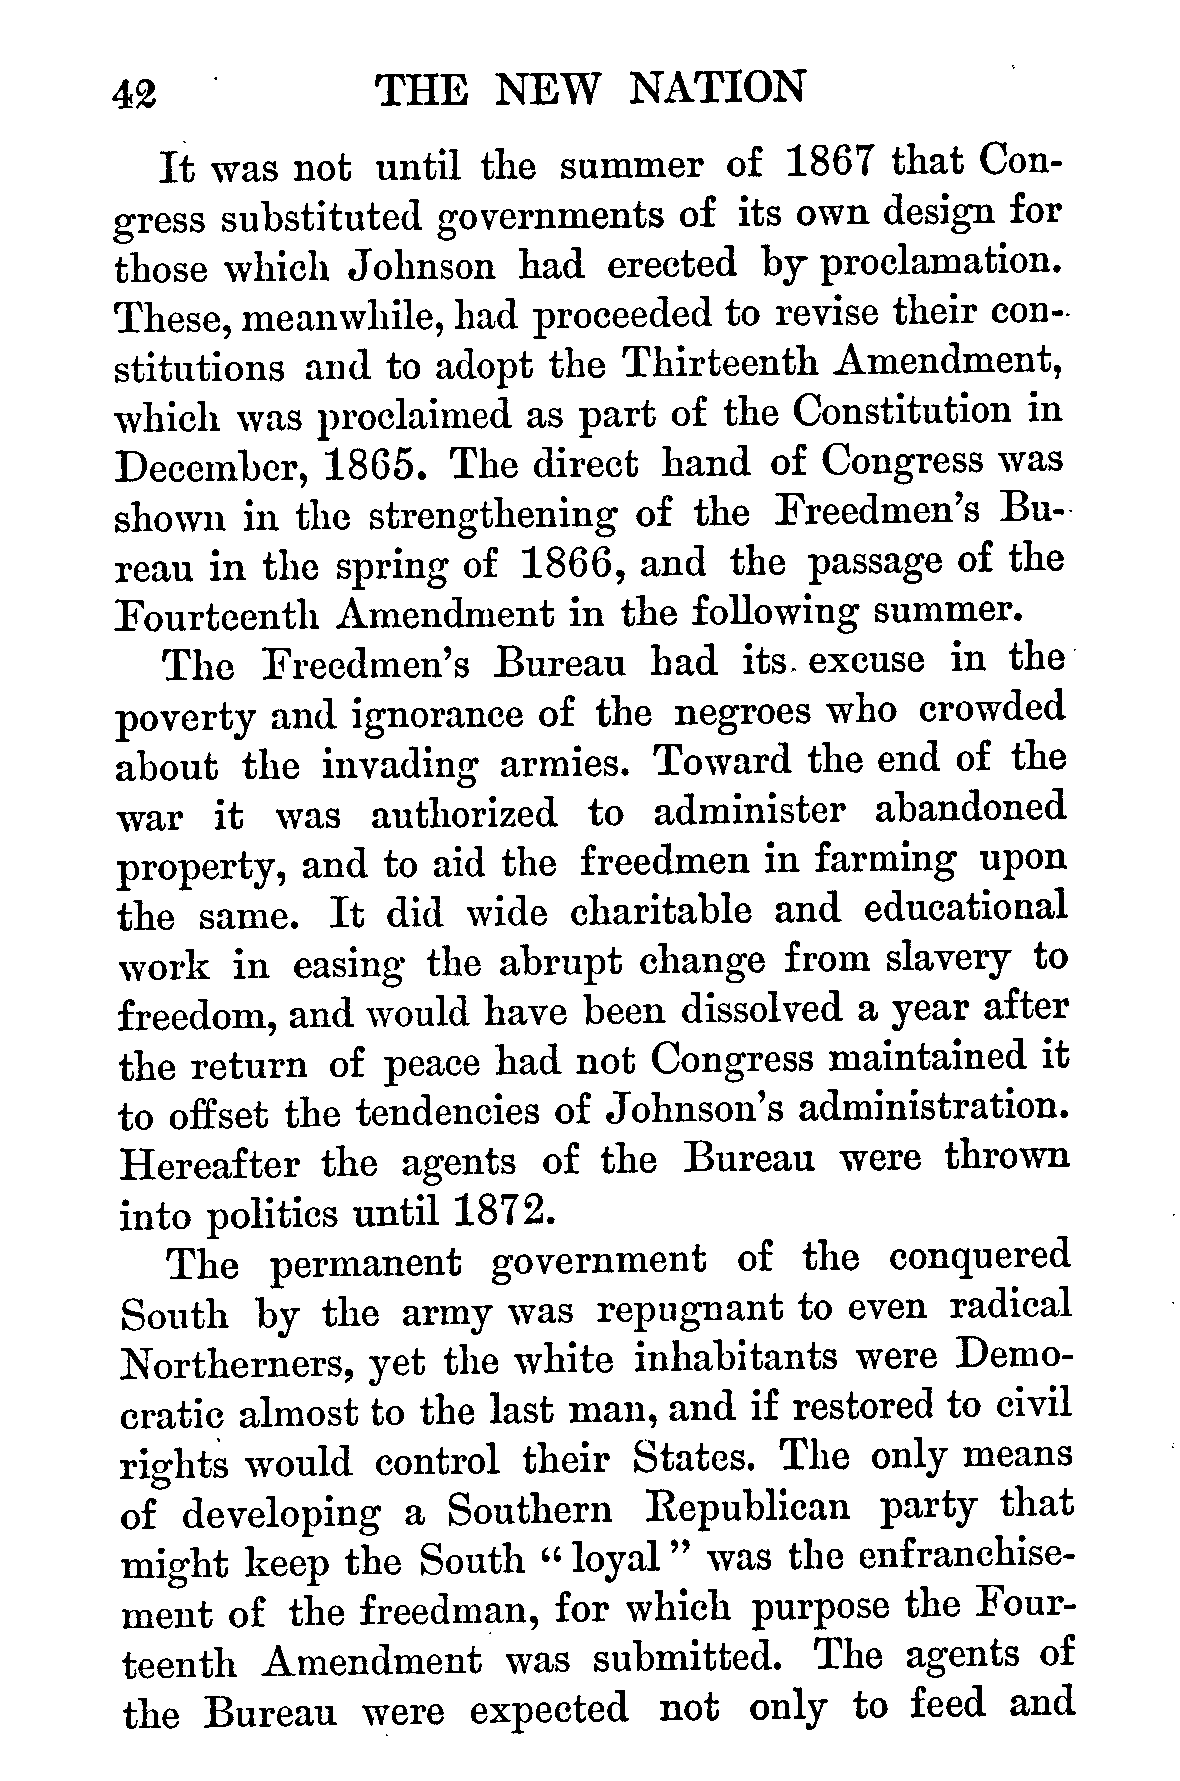 42 THE NEW NATION
It was not until the summer of 1867 that Con-
gress substituted governments of its own design for
those which Johnson had erected by proclamation.
These, meanwhile, had proceeded to revise their con-
stitutions and to adopt the Thirteenth Amendment,
which was proclaimed as part of the Constitution in
December, 1865. The direct hand of Congress was
shown in the strengthening of the Freedmen's Bu-
reau in the spring of 1866, and the passage of the
Fourteenth Amendment in the following summer.
The Freedmen's Bureau had its excuse in the
poverty and ignorance of the negroes who crowded
about the invading armies. Toward the end of the
war it was authorized to administer abandoned
property, and to aid the freedmen in farming upon
the same. It did wide charitable and educational
work in easing the abrupt change from slavery to
freedom, and would have been dissolved a year after
the return of peace had not Congress maintained it
to offset the tendencies of Johnson's administration.
Hereafter the agents of the Bureau were thrown
into politics until 1872.
The permanent government of the conquered
South by the army was repugnant to even radical
Northerners, yet the white inhabitants were Demo-
cratic almost to the last man, and if restored to civil
rights would control their States. The only means
of developing a Southern Republican party that
might keep the South "loyal" was the enfranchise-
ment of the freedman, for which purpose the Four-
teenth Amendment was submitted. The agents of
the Bureau were expected not only to feed and